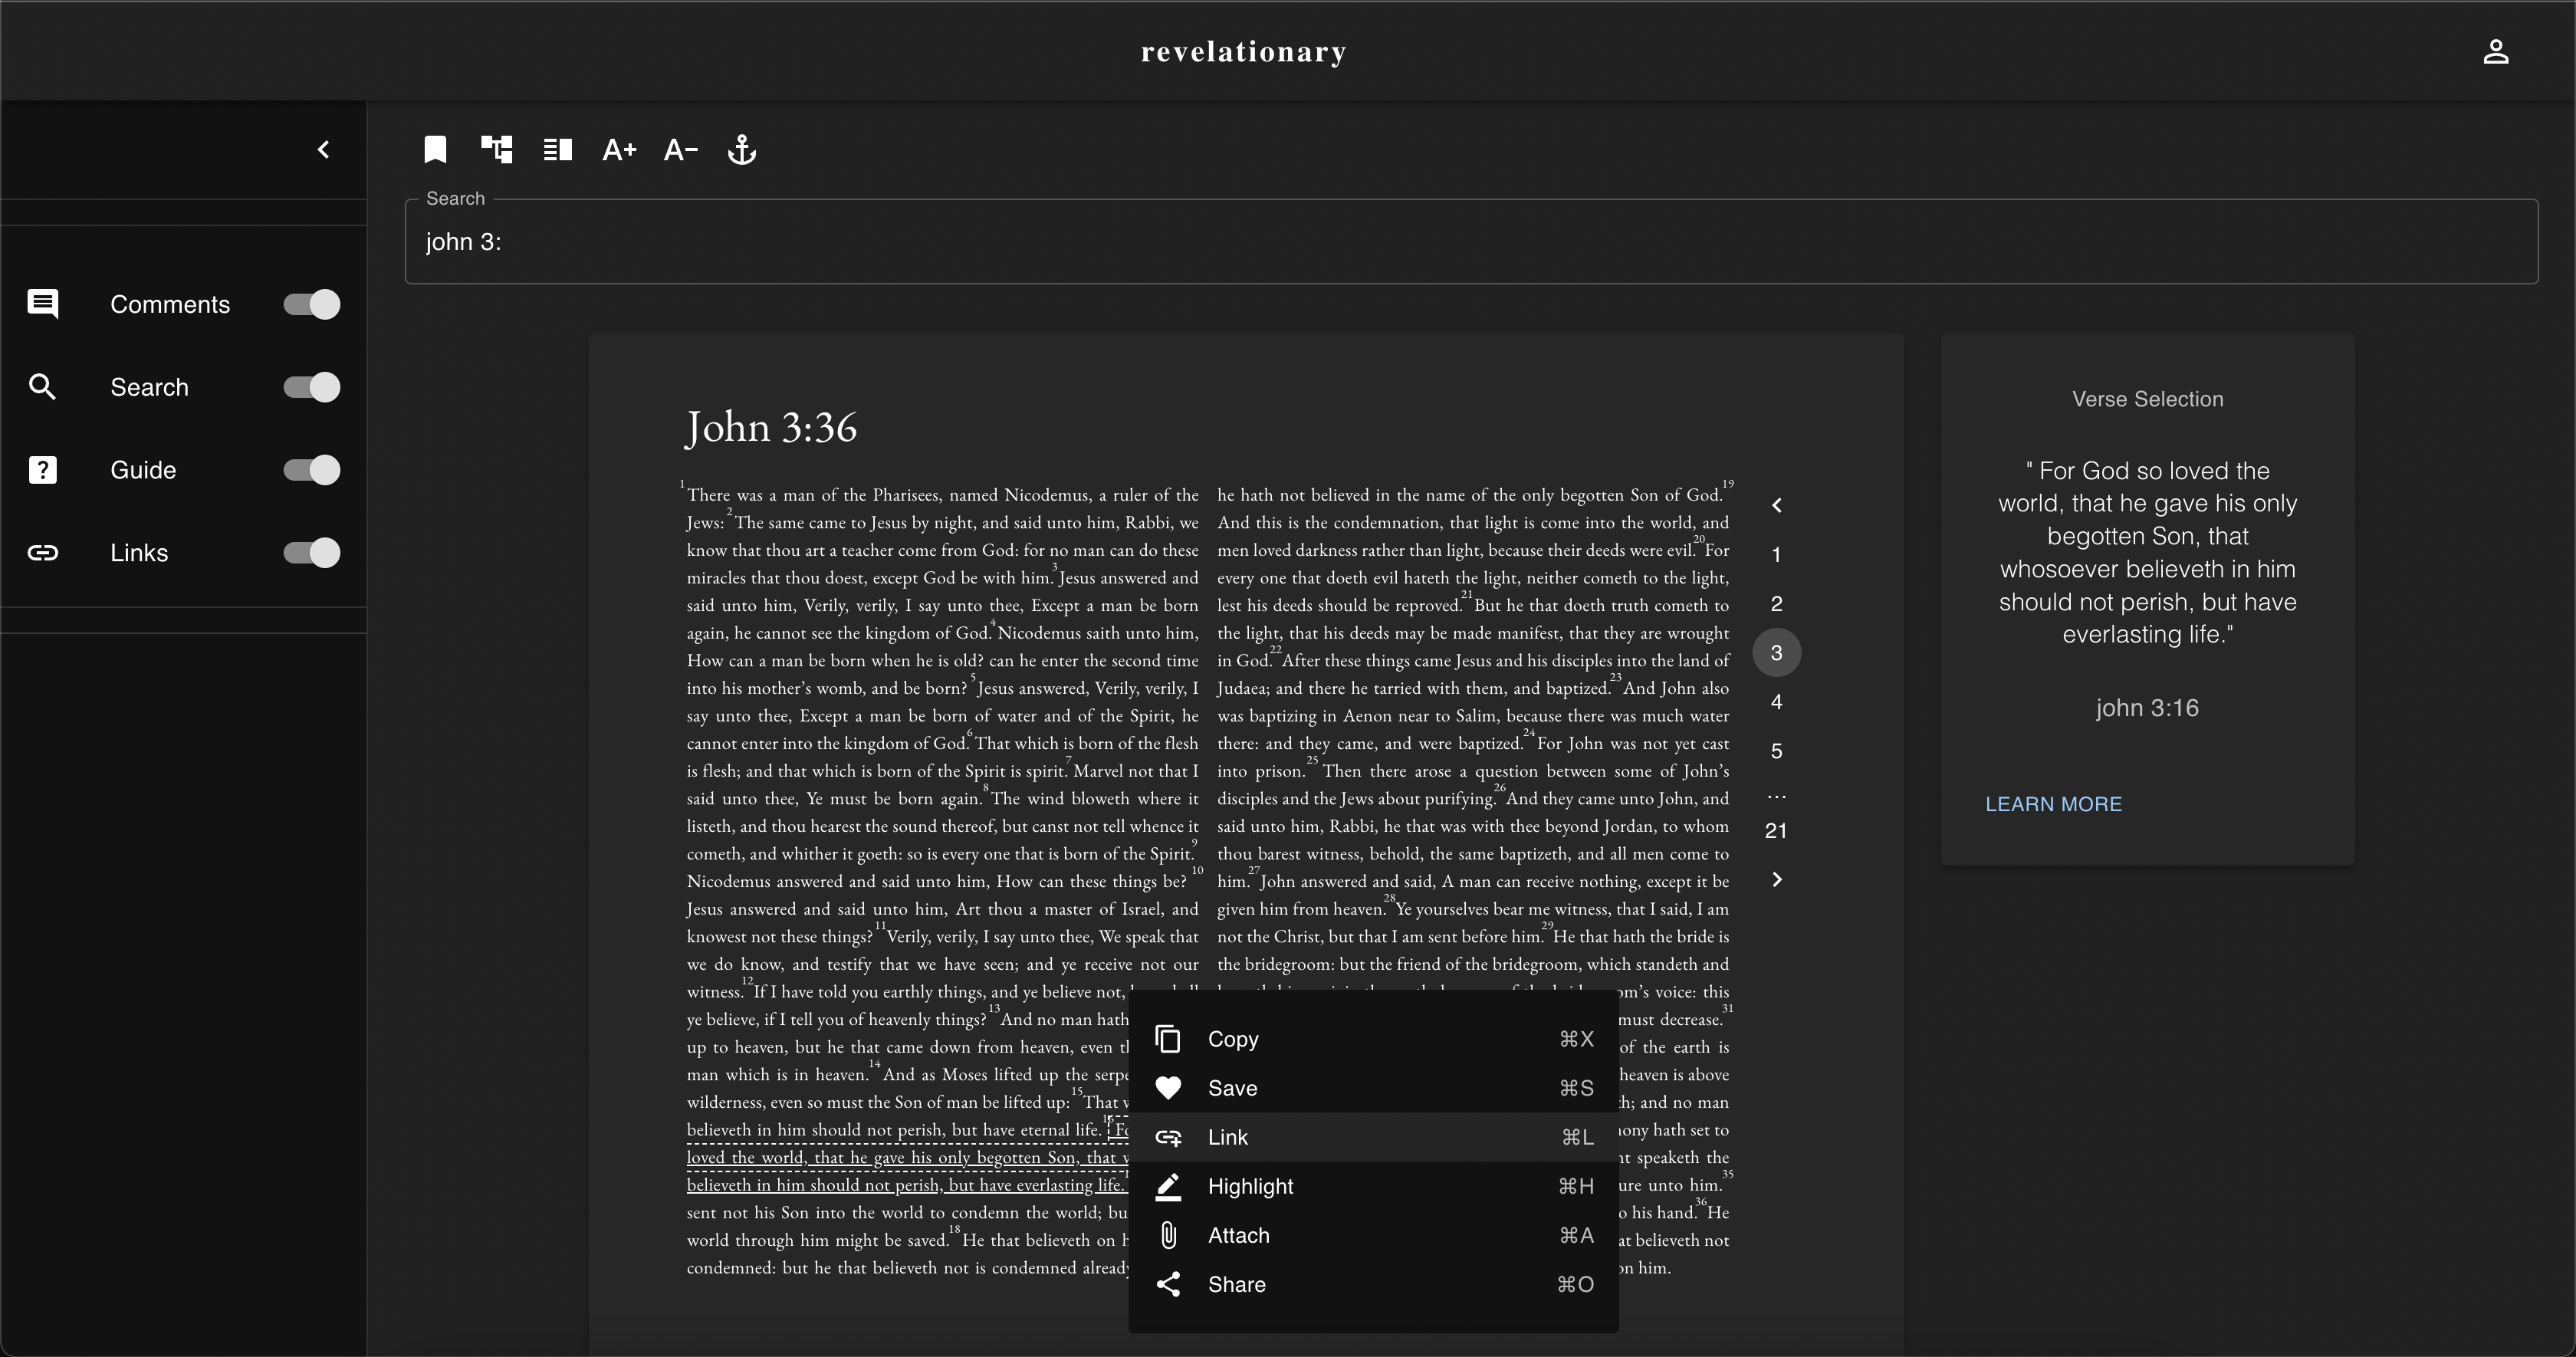 revelationary
A+ A-
Search
john 3:
Comments
Search
Guide
Links
John 3:36
1 There was a man of the Pharisees, named Nicodemus, a ruler of the
Jews: 2 The same came to Jesus by night, and said unto him, Rabbi, we
know that thou art a teacher come from God: for no man can do these
miracles that thou doest, except God be with him. 3 Jesus answered and
said unto him, Verily, verily, I say unto thee, Except a man be born
again, he cannot see the kingdom of God. 4 Nicodemus saith unto him,
How can a man be born when he is old? can he enter the second time
into his mother's womb, and be born? 5 Jesus answered, Verily, verily, I
say unto thee, Except a man be born of water and of the Spirit, he
cannot enter into the kingdom of God. 6 That which is born of the flesh
is flesh; and that which is born of the Spirit is spirit. 7 Marvel not that I
said unto thee, Ye must be born again. 8 The wind bloweth where it
listeth, and thou hearest the sound thereof, but canst not tell whence it
cometh, and whither it goeth: so is every one that is born of the Spirit. 9
Nicodemus answered and said unto him, How can these things be? 10
Jesus answered and said unto him, Art thou a master of Israel, and
knowest not these things? 11 Verily, verily, I say unto thee, We speak that
we do know, and testify that we have seen; and ye receive not our
witness. 12 If I have told you earthly things, and ye believe not,
ye believe, if I tell you of heavenly things? 13 And no man hath
up to heaven, but he that came down from heaven, even
man which is in heaven. 14 And as Moses lifted up the
wilderness, even so must the Son of man be lifted up: 15 That
believeth in him should not perish, but have eternal life.
loved the world, that he gave his only begotten Son, that
believeth in him should not perish, but have everlasting life.
sent not his Son into the world to condemn the world;
world through him might be saved. 18 He that believeth on
condemned: but he that believeth not is condemned
he hath not believed in the name of the only begotten Son of God. 19
And this is the condemnation, that light is come into the world, and
men loved darkness rather than light, because their deeds were evil. 20 For
every one that doeth evil hateth the light, neither cometh to the light,
lest his deeds should be reproved. 21 But he that doeth truth cometh to
the light, that his deeds may be made manifest, that they are wrought
in God. 22 After these things came Jesus and his disciples into the land of
Judaea; and there he tarried with them, and baptized. 23 And John also
was baptizing in Aenon near to Salim, because there was much water
there: and they came, and were baptized. 24 For John was not yet cast
into prison. 25 Then there arose a question between some of John's
disciples and the Jews about purifying. 26 And they came unto John, and
said unto him, Rabbi, he that was with thee beyond Jordan, to whom
thou barest witness, behold, the same baptizeth, and all men come to
him. 27 John answered and said, A man can receive nothing, except it be
given him from heaven. 28 Ye yourselves bear me witness, that I said, I am
not the Christ, but that I am sent before him. 29 He that hath the bride is
the bridegroom: but the friend of the bridegroom, which standeth and
voice: this
must decrease. 31
of the earth is
heaven is above
and no man
hath set to
speaketh the
unto him. 35
his hand. 36 He
believeth not
on him.
Copy ⌘X
Save ⌘S
Link ⌘L
Highlight ⌘H
Attach ⌘A
Share ⌘O
1
2
3
4
5
...
21
Verse Selection
" For God so loved the
world, that he gave his only
begotten Son, that
whosoever believeth in him
should not perish, but have
everlasting life."
john 3:16
LEARN MORE